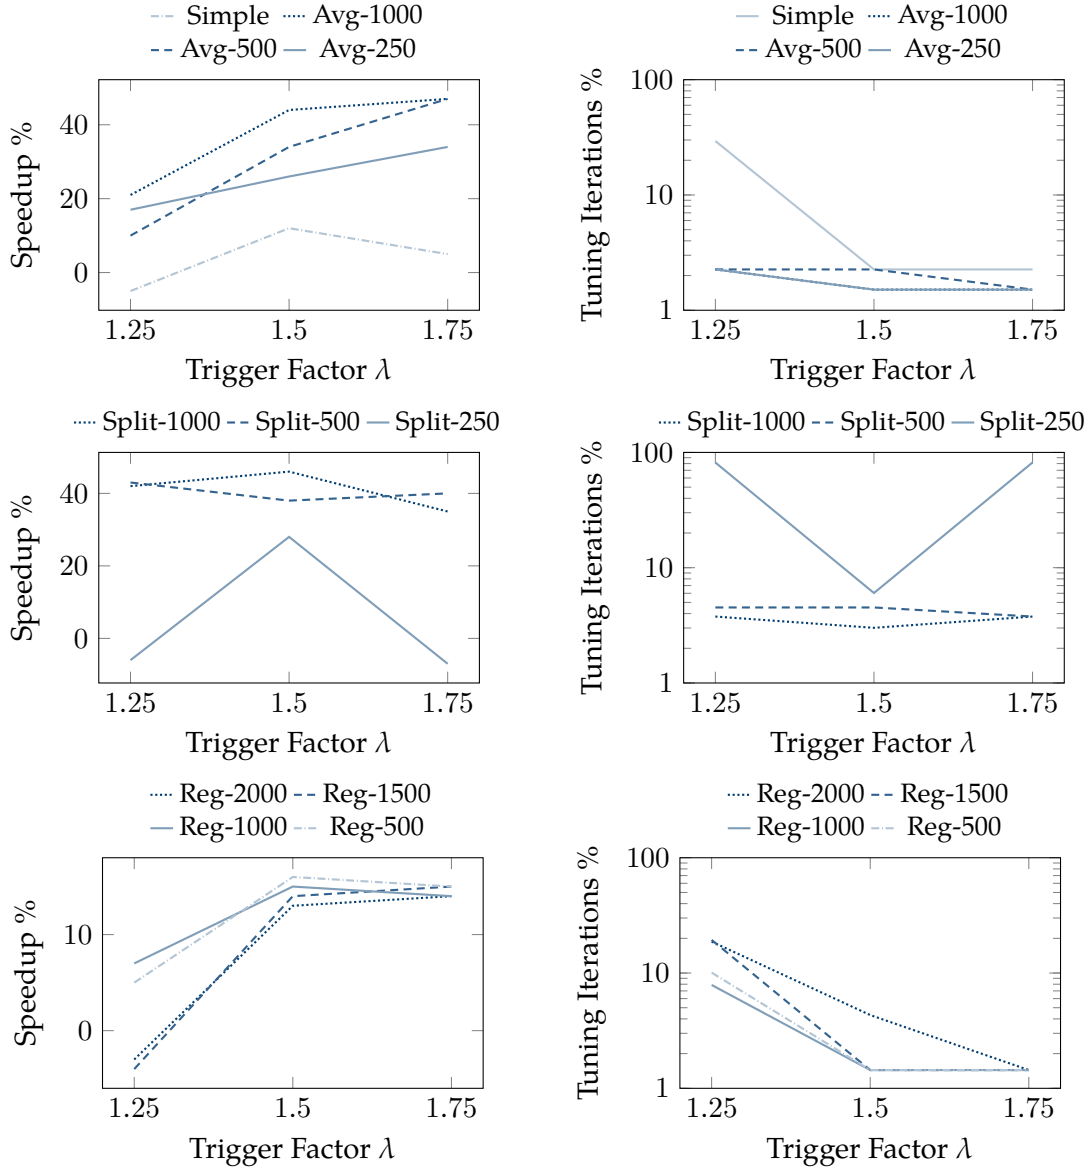 Simple Avg-1000
Avg-500 Avg-250
Speedup %
40
20
0
1.25 1.5 1.75
Trigger Factor λ
Simple Avg-1000
Avg-500 Avg-250
Tuning Iterations %
100
10
1
1.25 1.5 1.75
Trigger Factor λ
Split-1000 Split-500 Split-250
Speedup %
40
20
0
1.25 1.5 1.75
Trigger Factor λ
Split-1000 Split-500 Split-250
Tuning Iterations %
100
10
1
1.25 1.5 1.75
Trigger Factor λ
Reg-2000 Reg-1500
Reg-1000 Reg-500
Speedup %
10
0
1.25 1.5 1.75
Trigger Factor λ
Reg-2000 Reg-1500
Reg-1000 Reg-500
Tuning Iterations %
100
10
1
1.25 1.5 1.75
Trigger Factor λ